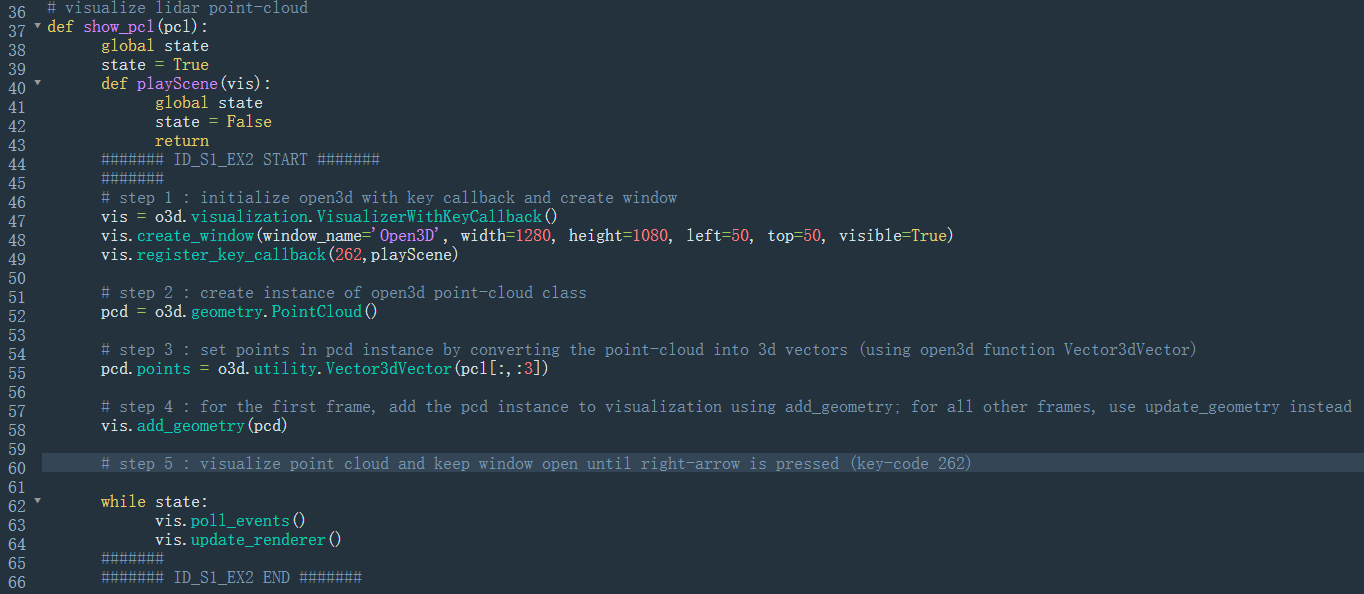 36 # visualize lidar point-cloud
37 def show_pcl(pcl):
38 global state
39 state = True
40 def playScene(vis):
41 global state
42 state = False
43 return
44 ####### ID_S1_EX2 START #######
45 #######
46 # step 1 : initialize open3d with key callback and create window
47 vis = o3d.visualization.VisualizerWithKeyCallback()
48 vis.create_window(window_name='Open3D', width=1280, height=1080, left=50, top=50, visible=True)
49 vis.register_key_callback(262,playScene)
50
51 # step 2 : create instance of open3d point-cloud class
52 pcd = o3d.geometry.PointCloud()
53
54 # step 3 : set points in pcd instance by converting the point-cloud into 3d vectors (using open3d function Vector3dVector)
55 pcd.points = o3d.utility.Vector3dVector(pcl[:,:3])
56
57 # step 4 : for the first frame, add the pcd instance to visualization using add_geometry; for all other frames, use update_geometry instead
58 vis.add_geometry(pcd)
59
60 # step 5 : visualize point cloud and keep window open until right-arrow is pressed (key-code 262)
61
62 while state:
63 vis.poll_events()
64 vis.update_renderer()
65 #######
66 ####### ID_S1_EX2 END #######